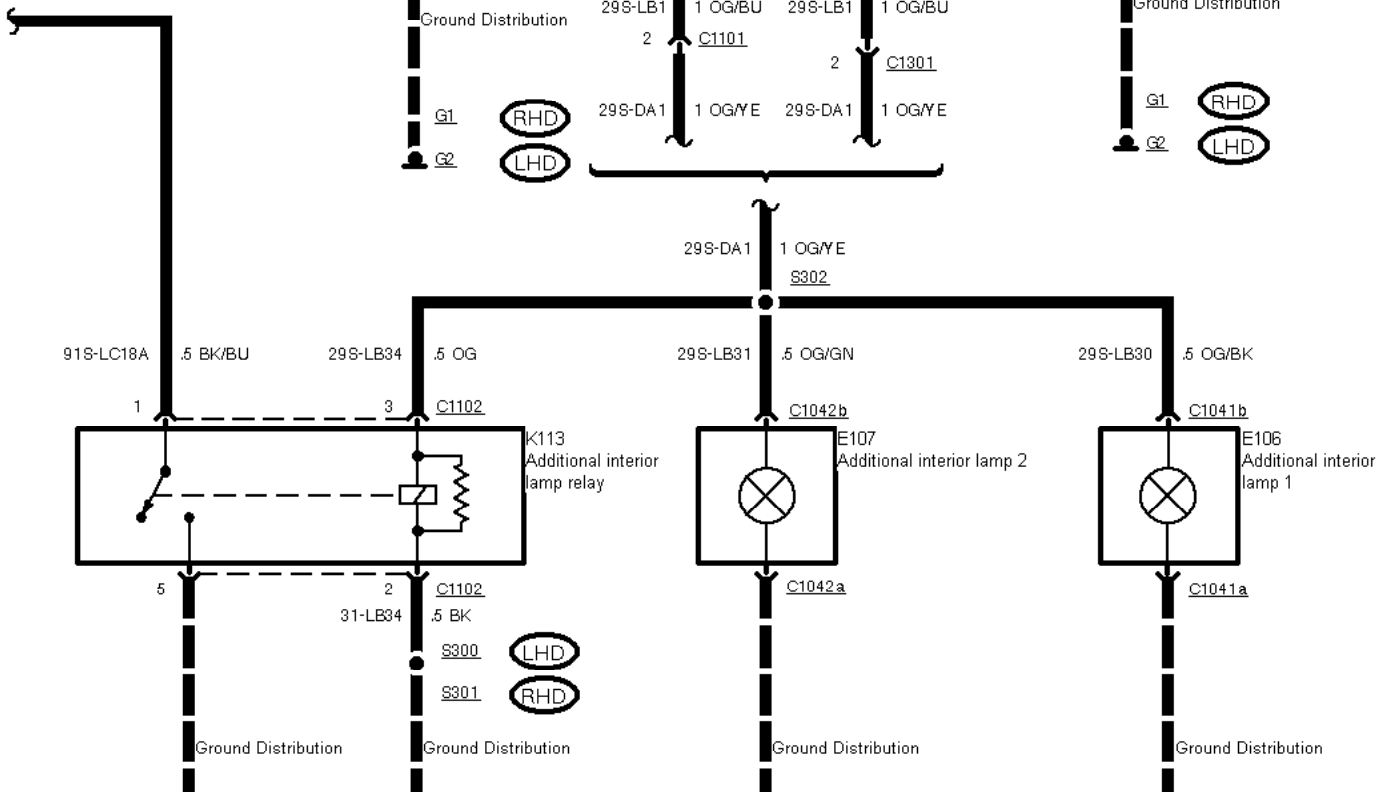 Ground Distribution
29S-LB1 1 OG/BU 29S-LB1 1 OG/BU
Ground Distribution
2 C1101
2 C1301
29S-DA1 1 OG/YE 29S-DA1 1 OG/YE
G1 RHD
G2 LHD
G1 RHD
G2 LHD
29S-DA1 1 OG/YE
S302
91S-LC18A .5 BK/BU 29S-LB34 .5 OG 29S-LB31 .5 OG/GN 29S-LB30 .5 OG/BK
1 3 C1102 C1042b C1041b
K113
Additional interior
lamp relay
E107
Additional interior lamp 2
E106
Additional interior
lamp 1
5 2 C1102 C1042a C1041a
31-LB34 .5 BK
S300 LHD
S301 RHD
Ground Distribution Ground Distribution Ground Distribution Ground Distribution